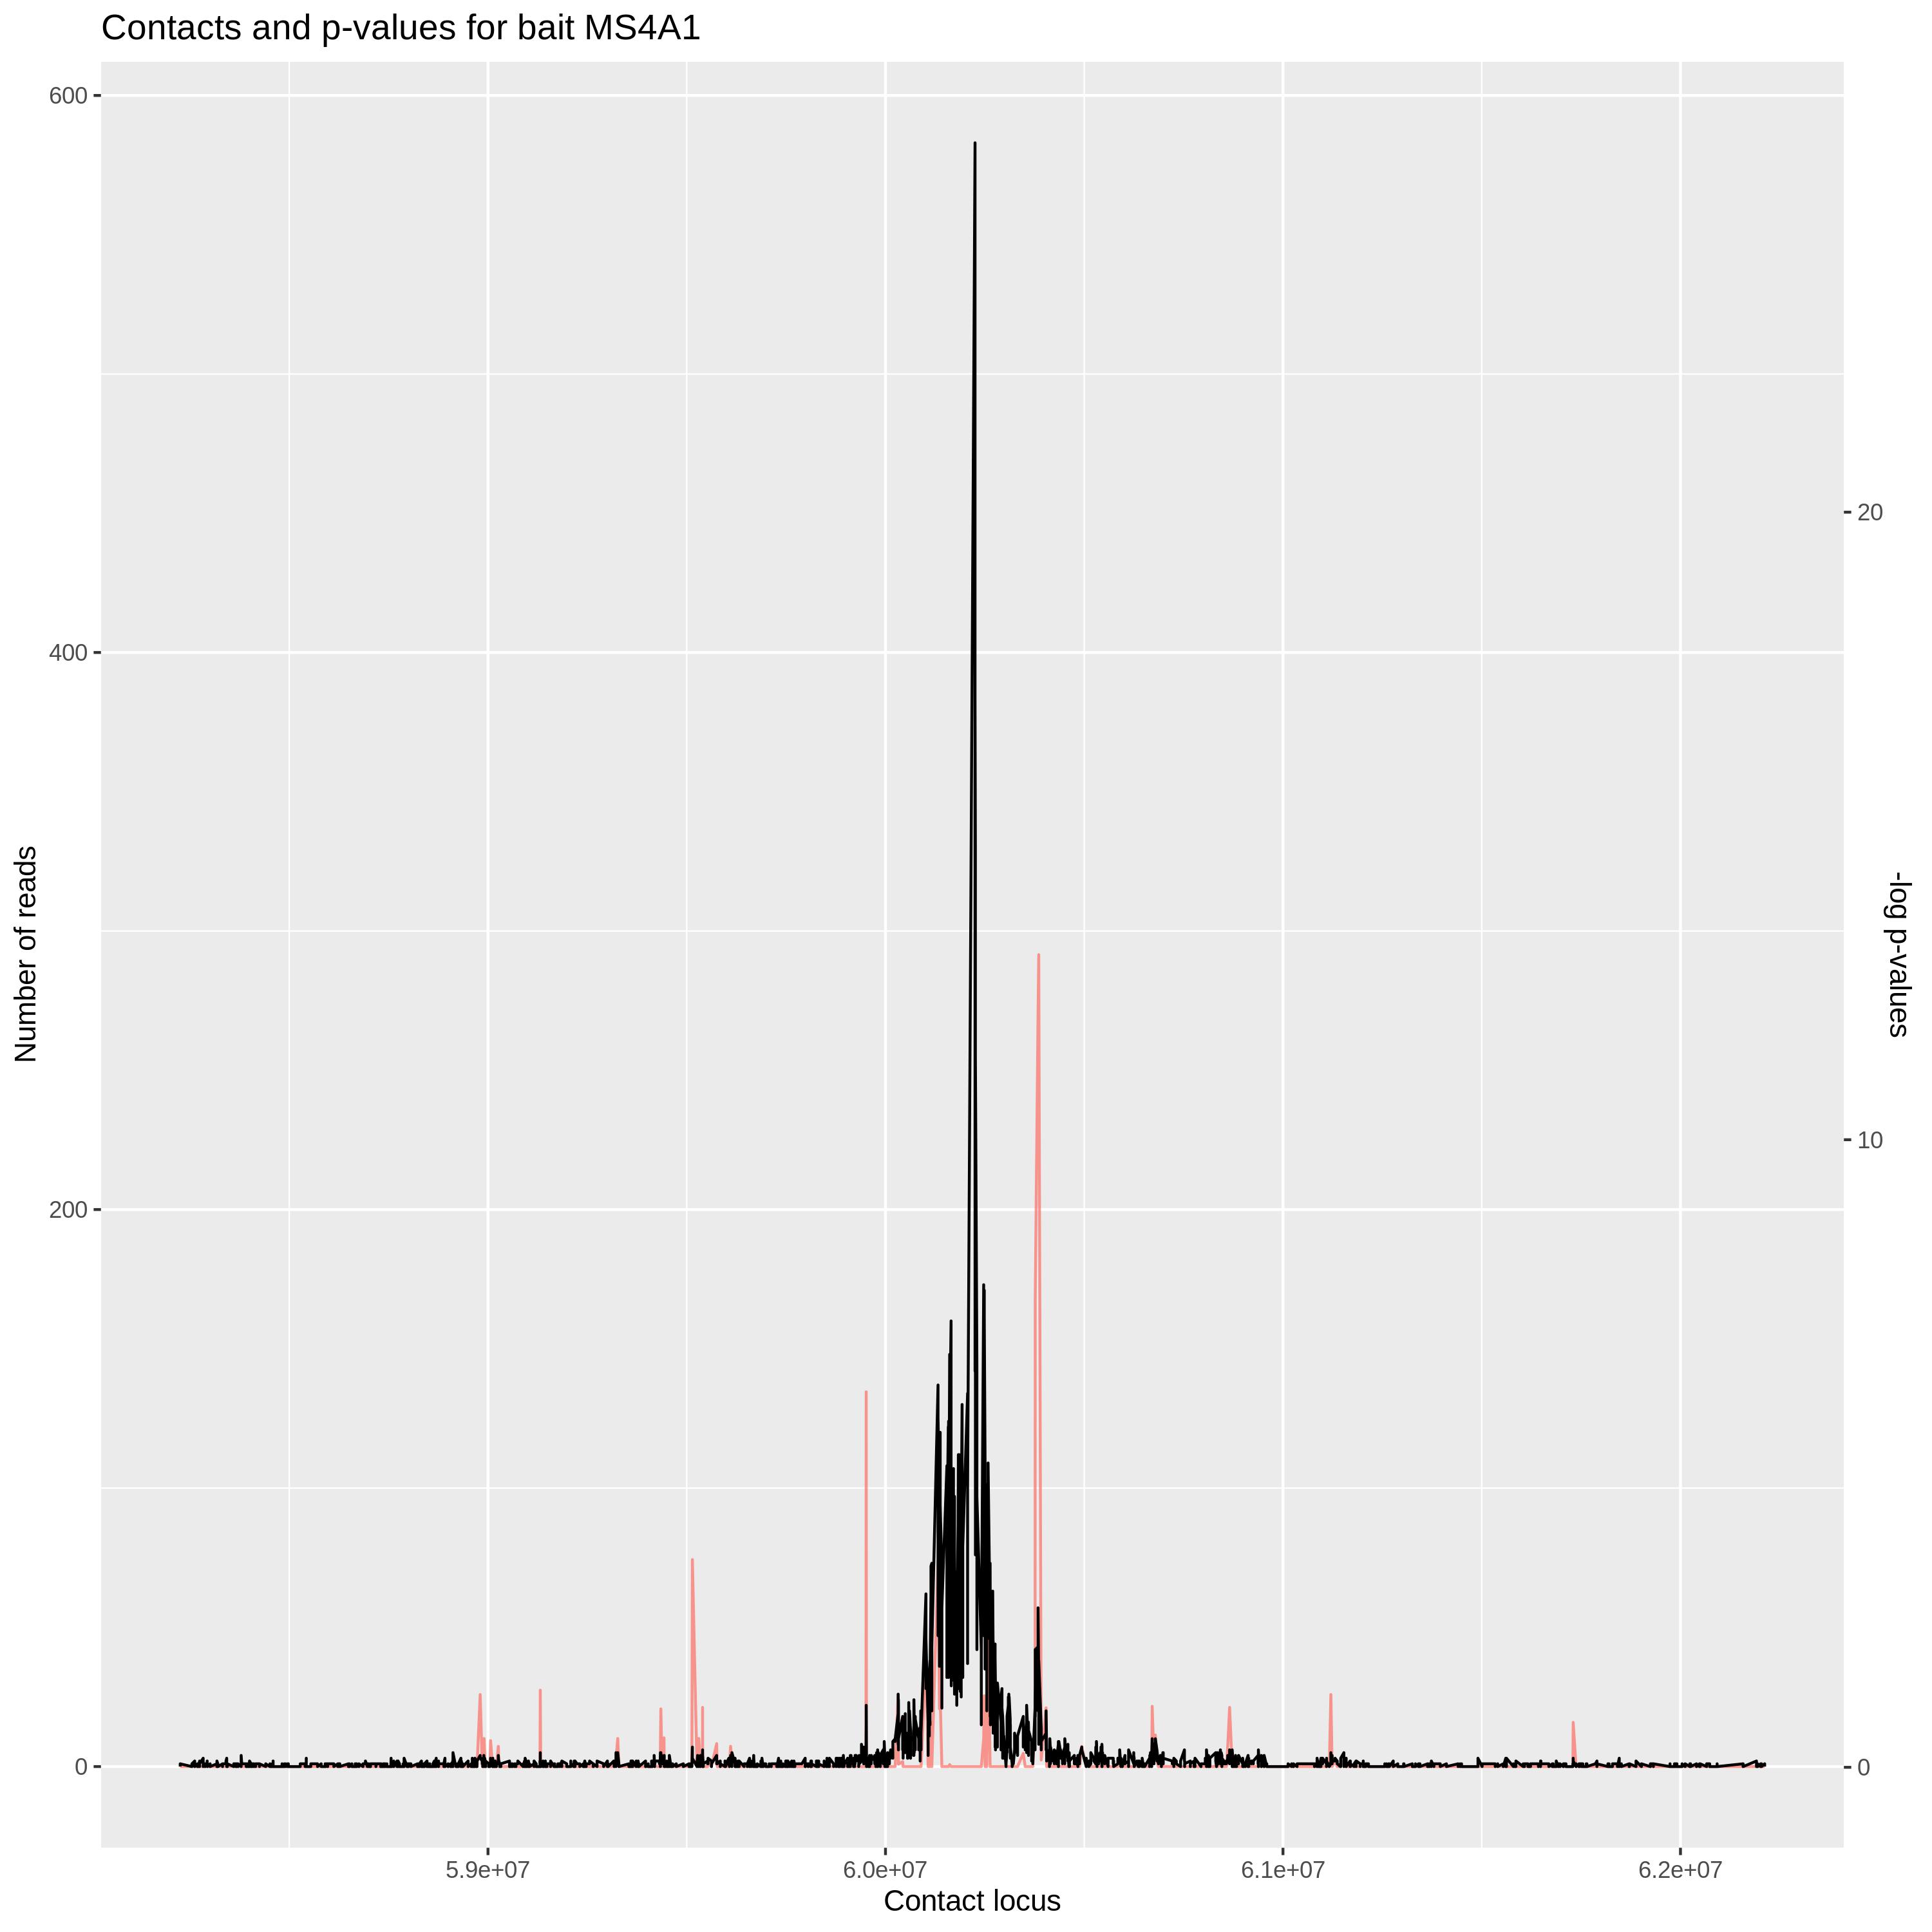 Contacts and p-values for bait MS4A1
600
400
200
0
Number of reads
20
10
0
-log p-values
5.9e+07
6.0e+07
6.1e+07
6.2e+07
Contact locus